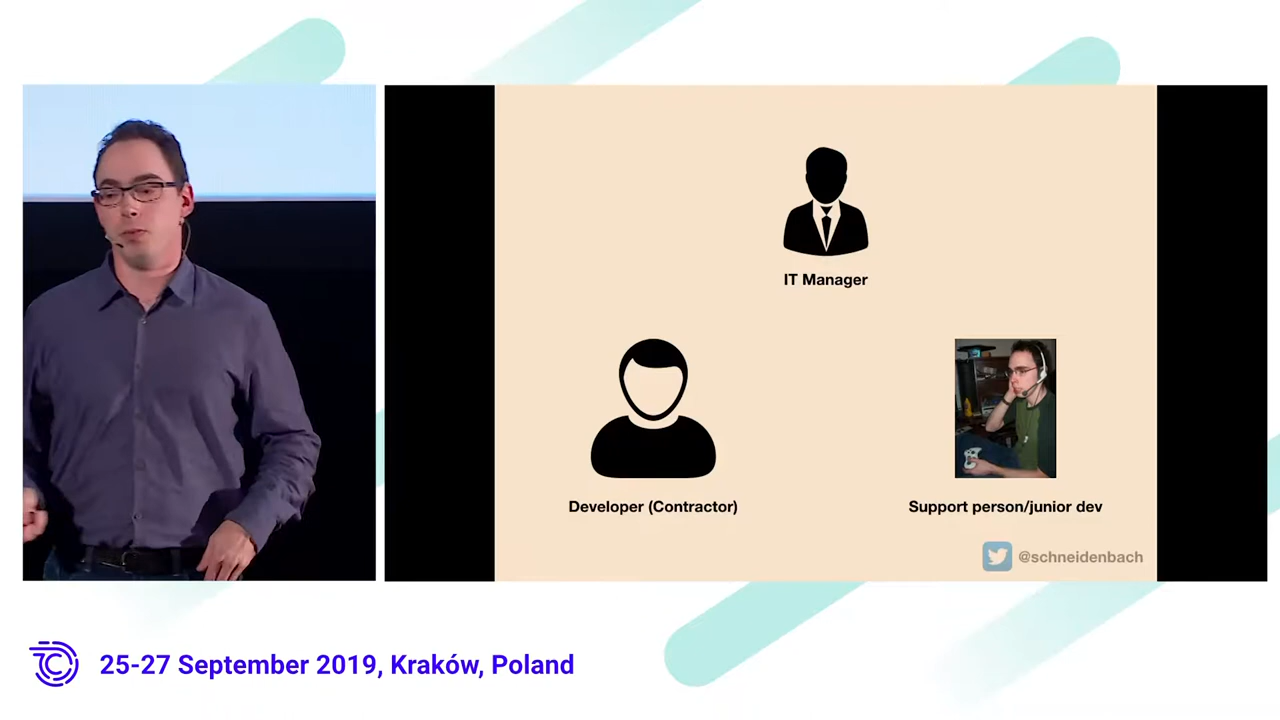 IT Manager
Developer (Contractor)
Support person/junior dev
@schneidenbach
25-27 September 2019, Kraków, Poland